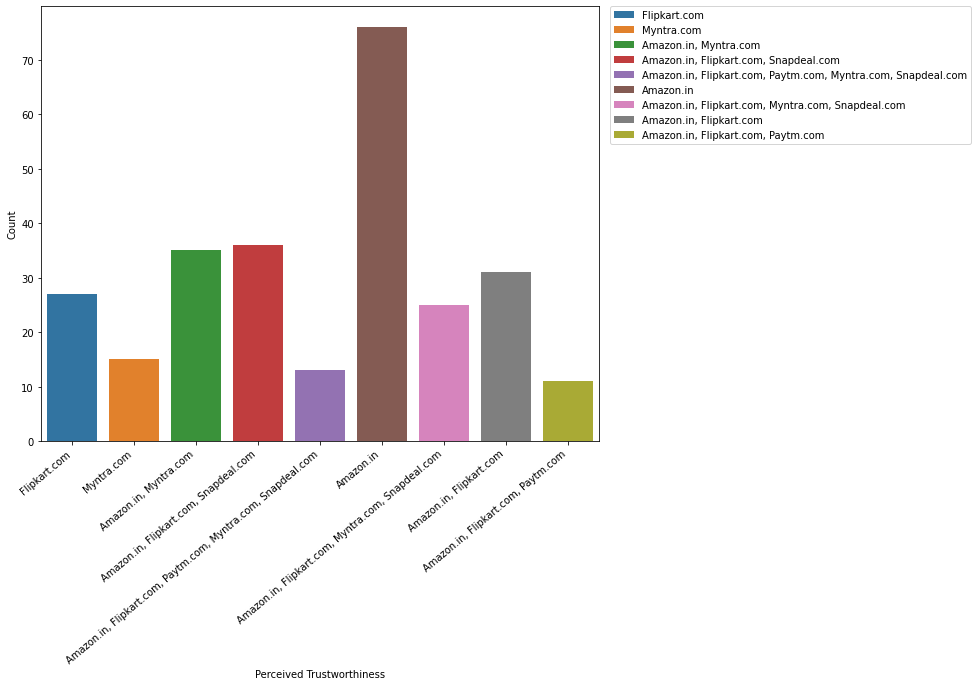 70
60
50
40
30
20
10
0
Count
Flipkart.com
Myntra.com
Amazon.in, Myntra.com
Amazon.in, Flipkart.com, Snapdeal.com
Amazon.in, Flipkart.com, Paytm.com, Myntra.com, Snapdeal.com
Amazon.in
Amazon.in, Flipkart.com, Myntra.com, Snapdeal.com
Amazon.in, Flipkart.com
Amazon.in, Flipkart.com, Paytm.com
Perceived Trustworthiness
Flipkart.com
Myntra.com
Amazon.in, Myntra.com
Amazon.in, Flipkart.com, Snapdeal.com
Amazon.in, Flipkart.com, Paytm.com, Myntra.com, Snapdeal.com
Amazon.in
Amazon.in, Flipkart.com, Myntra.com, Snapdeal.com
Amazon.in, Flipkart.com
Amazon.in, Flipkart.com, Paytm.com